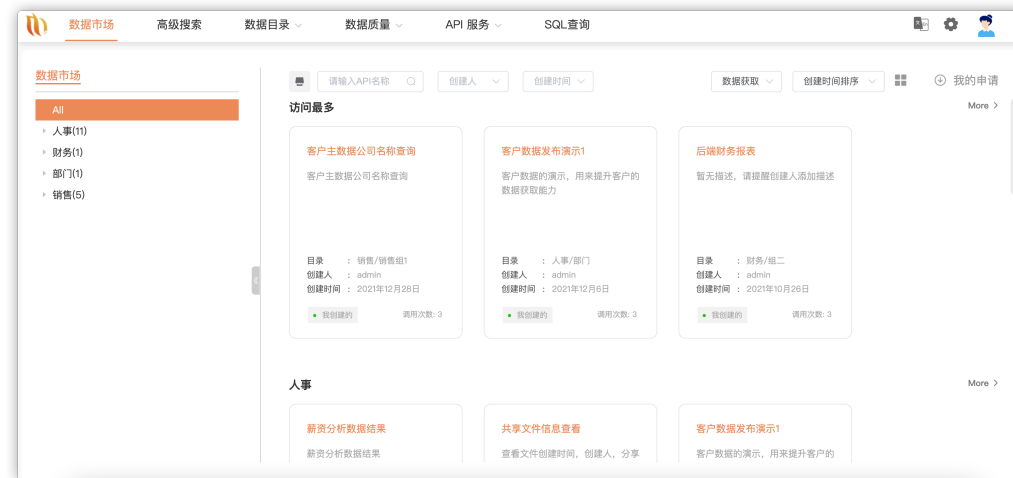 数据市场 高级搜索 数据目录 数据质量 API 服务 SQL查询
数据市场
All
人事(11)
财务(1)
部门(1)
销售(5)
请输入API名称 创建人 创建时间 数据获取 创建时间排序 我的申请
访问最多 More
客户主数据公司名称查询
客户主数据公司名称查询
目录 : 销售/销售组1
创建人 : admin
创建时间 : 2021年12月28日
我创建的 调用次数: 3
客户数据发布演示1
客户数据的演示，用来提升客户的
数据获取能力
目录 : 人事/部门
创建人 : admin
创建时间 : 2021年12月6日
我创建的 调用次数: 3
后端财务报表
暂无描述，请提醒创建人添加描述
目录 : 财务/组二
创建人 : admin
创建时间 : 2021年10月26日
我创建的 调用次数: 3
人事 More
薪资分析数据结果
薪资分析数据结果
共享文件信息查看
查看文件创建时间，创建人，分享
客户数据发布演示1
客户数据的演示，用来提升客户的